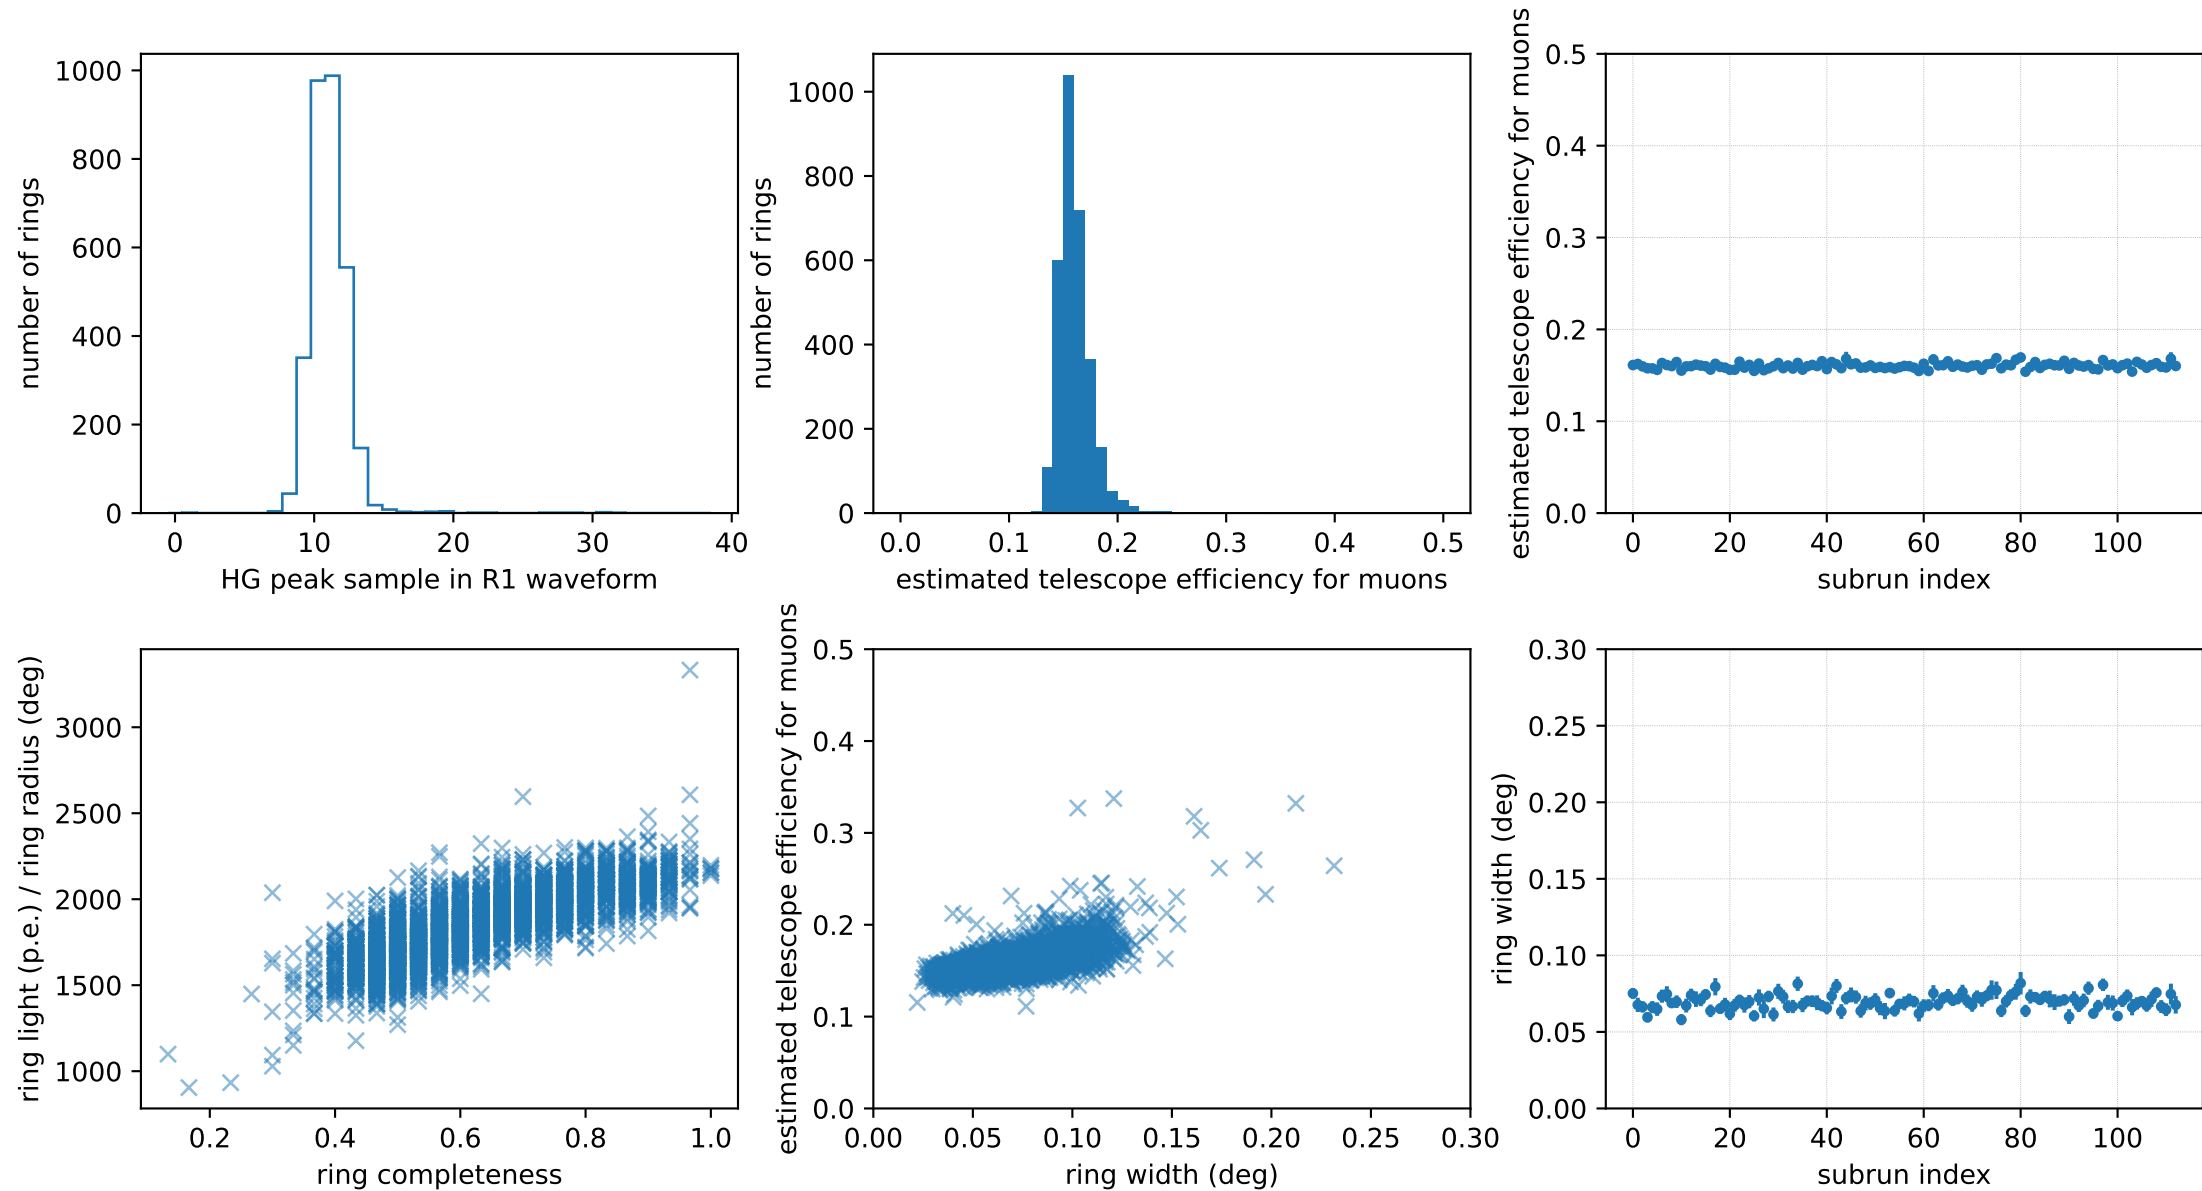 number of rings
1000
800
600
400
200
0
0 10 20 30 40
HG peak sample in R1 waveform
number of rings
1000
800
600
400
200
0
0.0 0.1 0.2 0.3 0.4 0.5
estimated telescope efficiency for muons
estimated telescope efficiency for muons
0.5
0.4
0.3
0.2
0.1
0.0
0 20 40 60 80 100
subrun index
ring light (p.e.) / ring radius (deg)
3000
2500
2000
1500
1000
0.2 0.4 0.6 0.8 1.0
ring completeness
estimated telescope efficiency for muons
0.5
0.4
0.3
0.2
0.1
0.0
0.00 0.05 0.10 0.15 0.20 0.25 0.30
ring width (deg)
ring width (deg)
0.30
0.25
0.20
0.15
0.10
0.05
0.00
0 20 40 60 80 100
subrun index